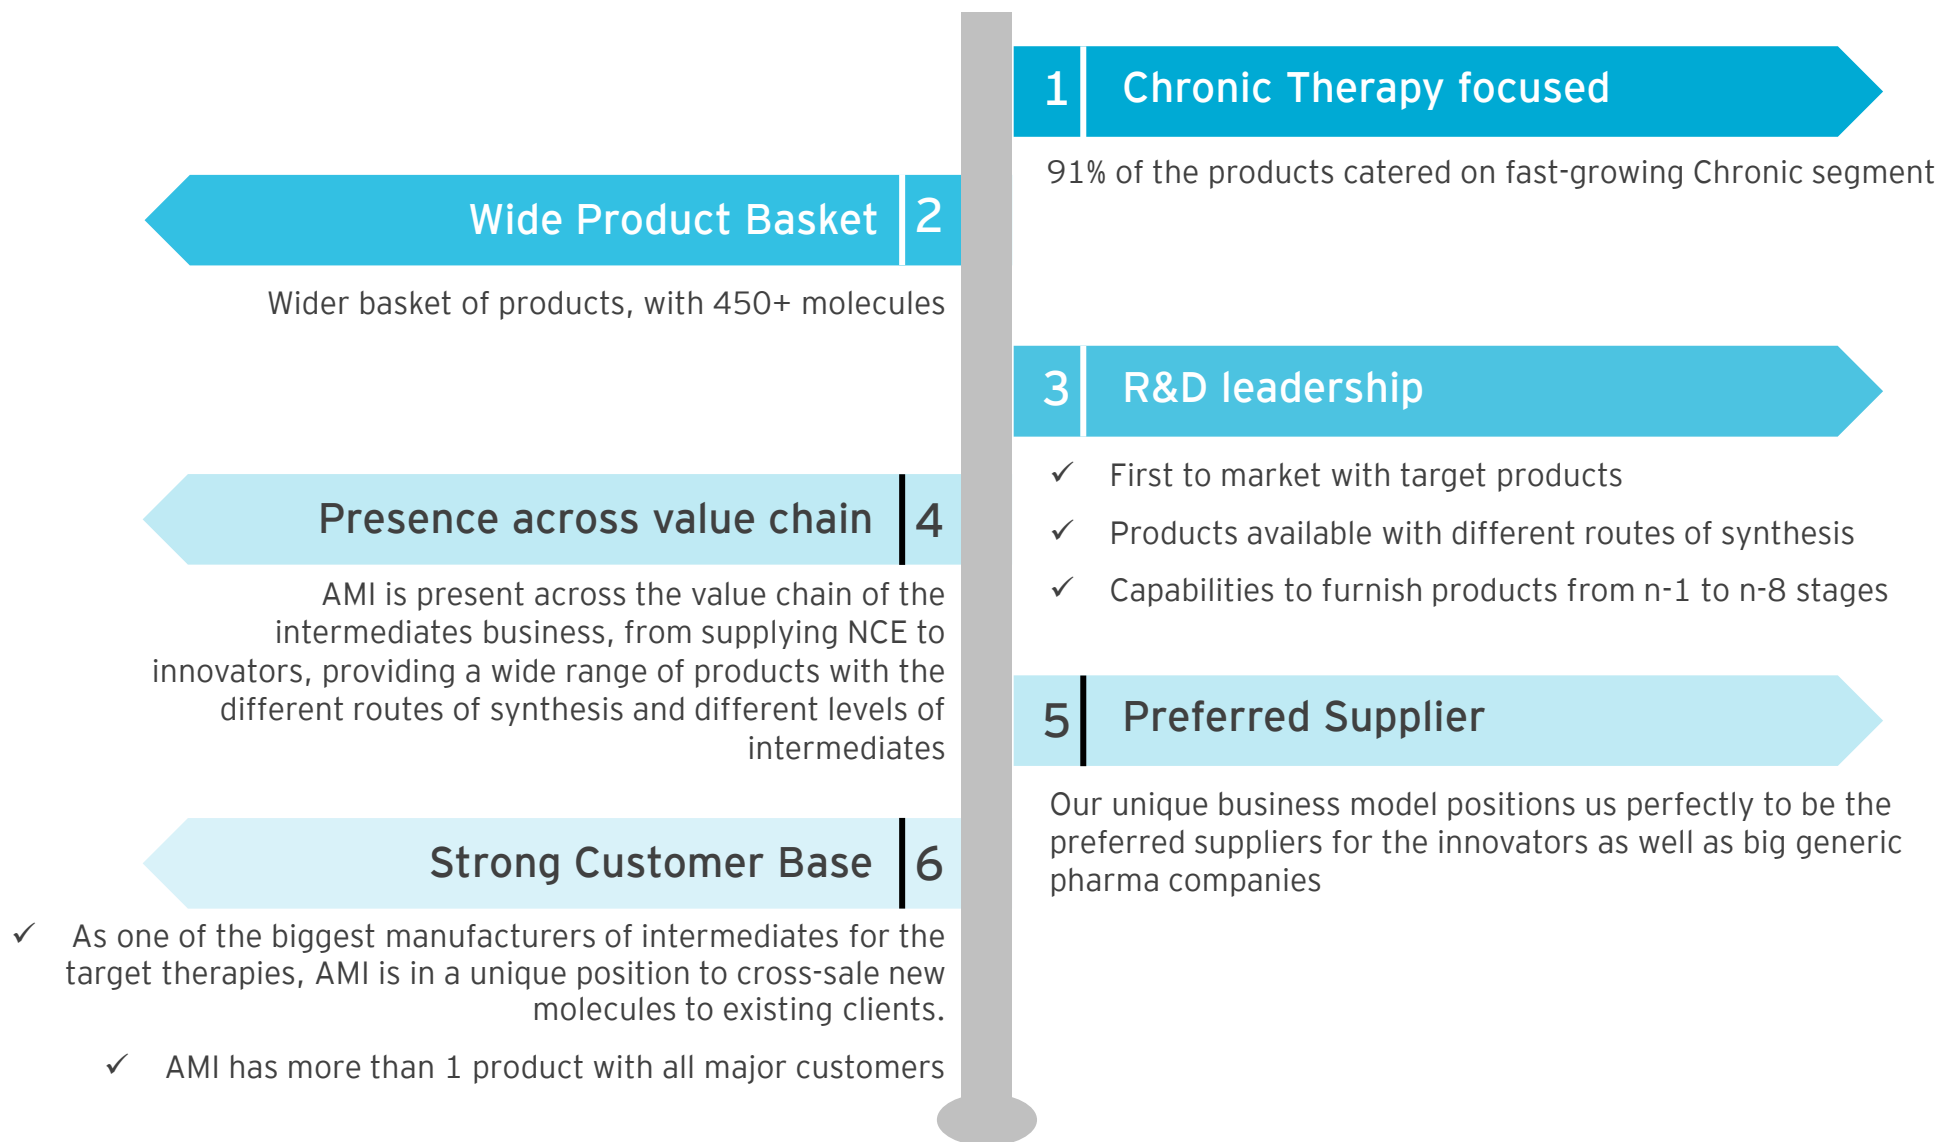 1 Chronic Therapy focused
91% of the products catered on fast-growing Chronic segment
Wide Product Basket 2
Wider basket of products, with 450+ molecules
3 R&D leadership
✓ First to market with target products
✓ Products available with different routes of synthesis
✓ Capabilities to furnish products from n-1 to n-8 stages
Presence across value chain 4
AMI is present across the value chain of the
intermediates business, from supplying NCE to
innovators, providing a wide range of products with the
different routes of synthesis and different levels of
intermediates
5 Preferred Supplier
Our unique business model positions us perfectly to be the
preferred suppliers for the innovators as well as big generic
pharma companies
Strong Customer Base 6
✓ As one of the biggest manufacturers of intermediates for the
target therapies, AMI is in a unique position to cross-sale new
molecules to existing clients.
✓ AMI has more than 1 product with all major customers